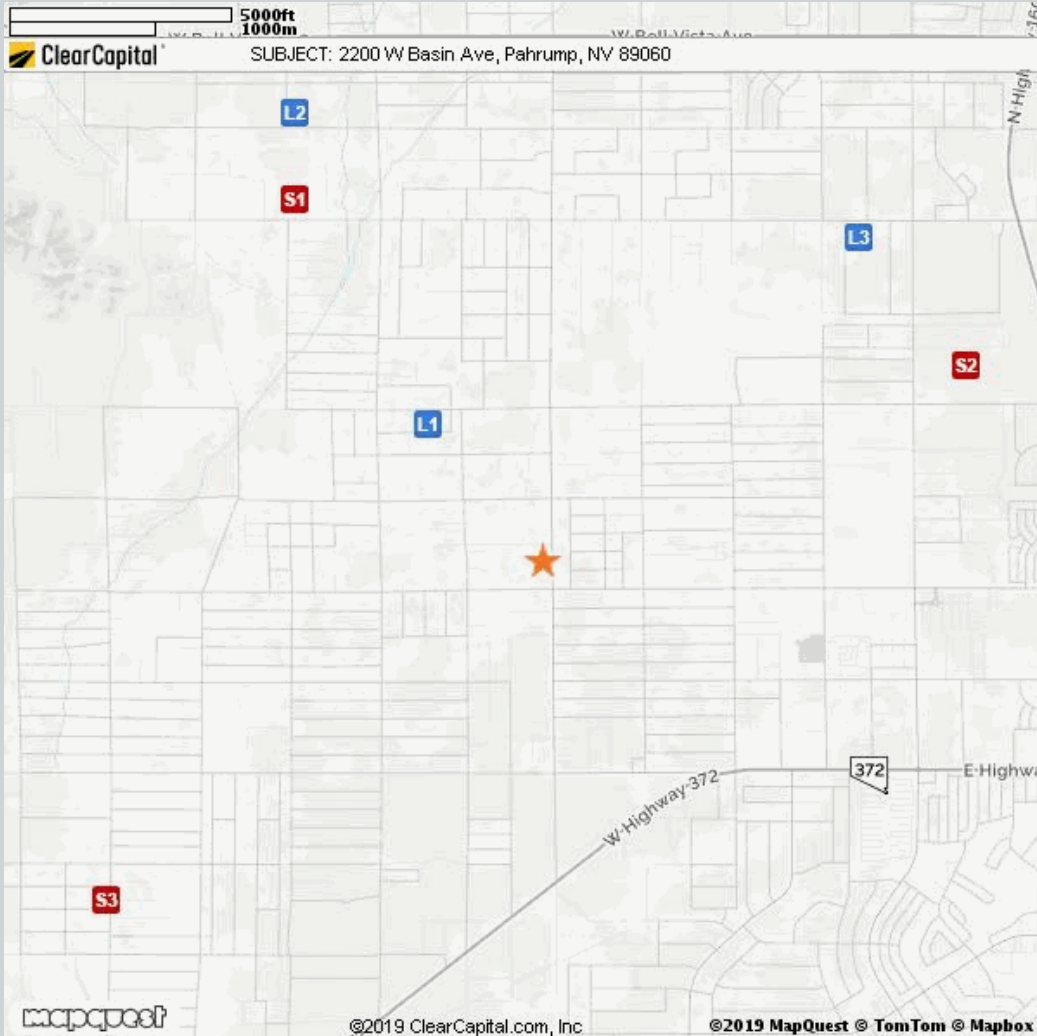 5000ft
1000m
ClearCapital
SUBJECT: 2200 W Basin Ave, Pahrump, NV 89060
N High
L2
S1
L3
S2
L1
372
E Highwa
W Highway 372
S3
mapquest
©2019 ClearCapital.com, Inc
©2019 MapQuest © TomTom © Mapbox